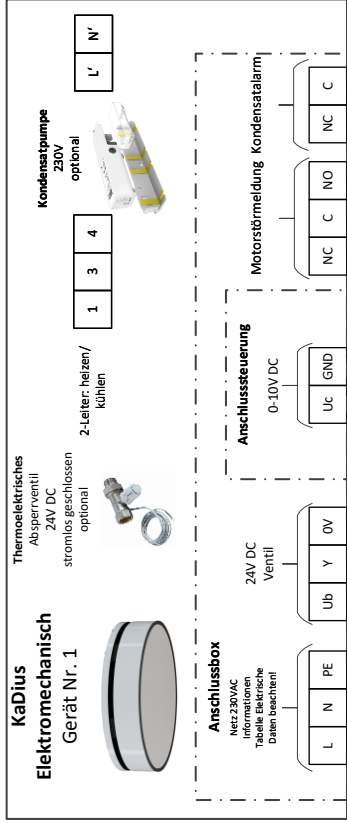 KaDius
Elektromechanisch
Gerät Nr. 1
Thermoelektrisches
Absperrventil
24V DC
stromlos geschlossen
optional
2-Leiter: heizen/
kühlen
1 3 4
Kondensatpumpe
230V
optional
L' N'
Anschlussbox
Netz 230VAC
Informationen
Tabelle Elektrische
Daten beachten!
L N PE
24V DC
Ventil
Ub Y 0V
Anschlusssteuerung
0-10V DC
Uc GND
Motorstörmeldung
NC C NO
Kondensatalarm
NC C